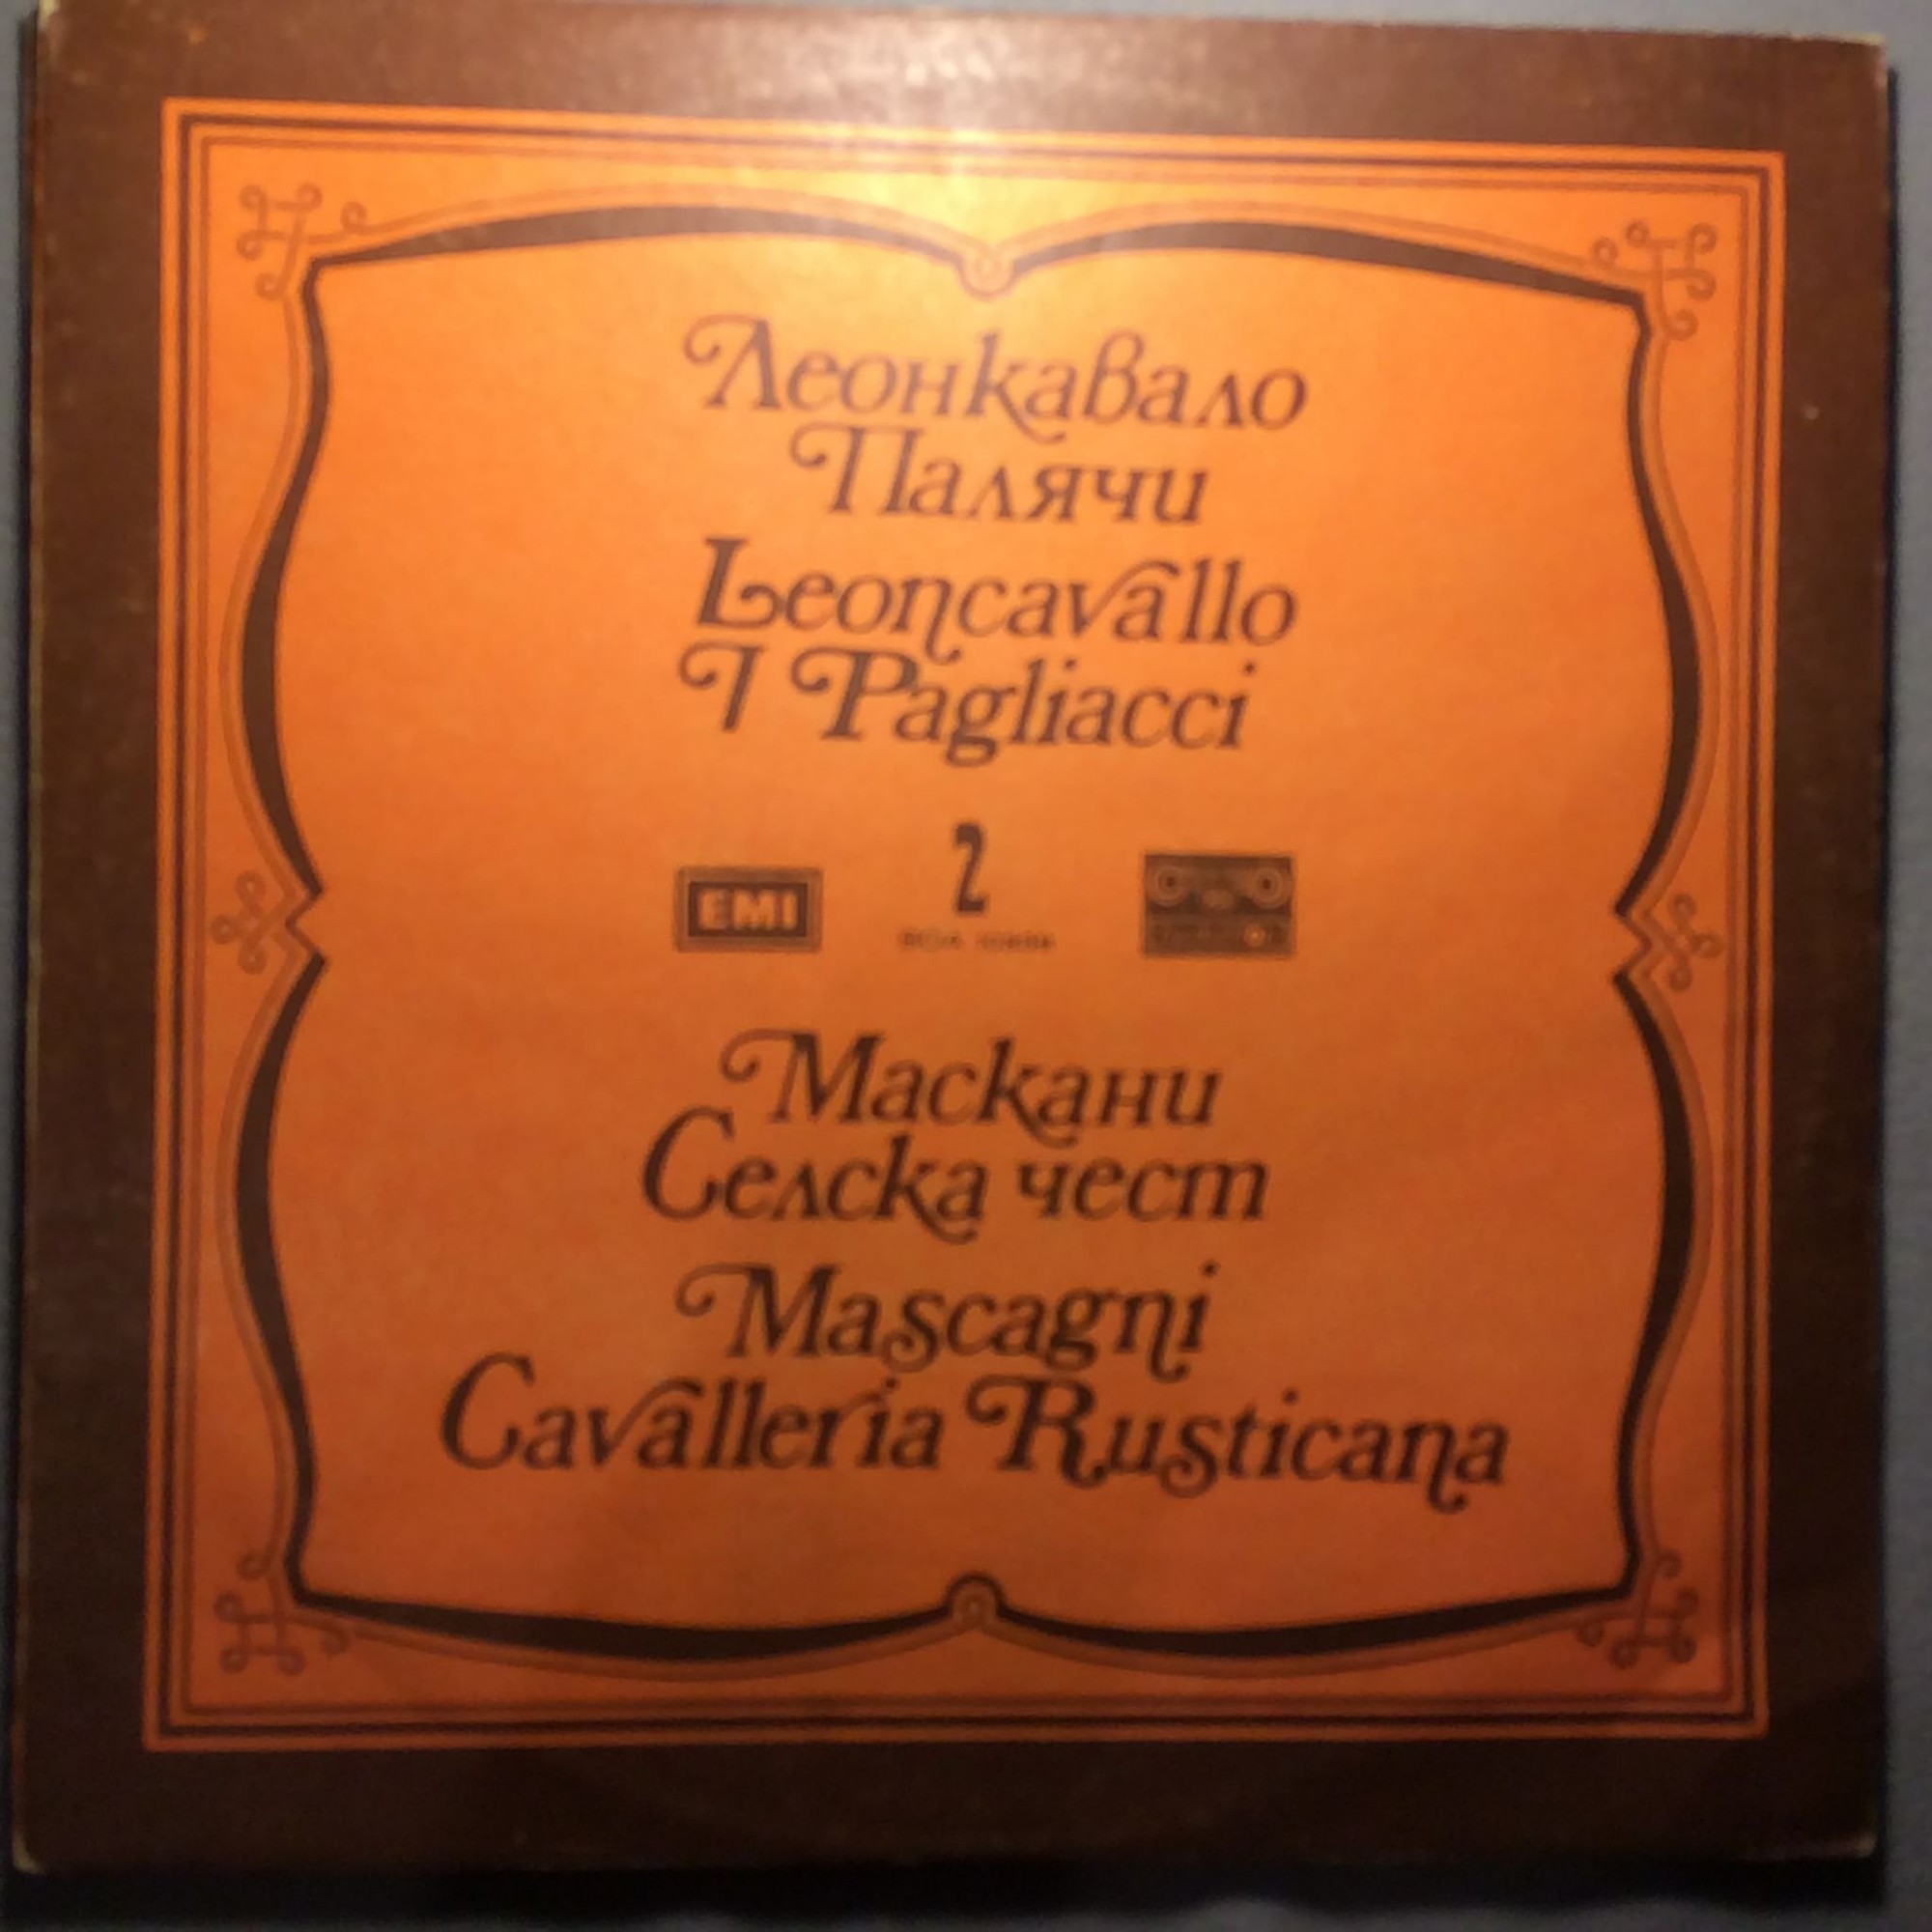 Леонкавало
Палячи
Leoncavallo
I Pagliacci
2
EMI
Маскани
Селска чест
Mascagni
Cavalleria Rusticana